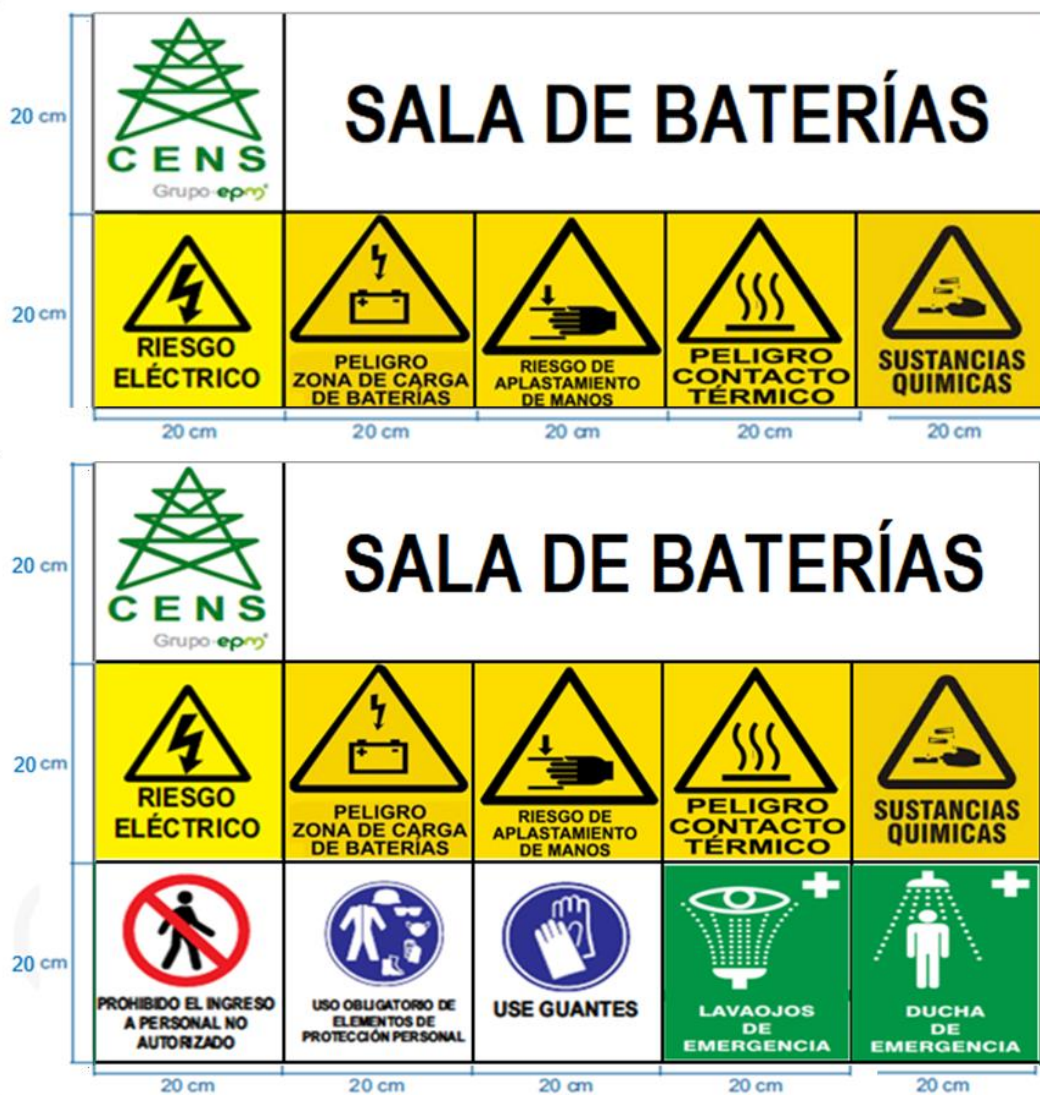 20 cm
CENS
Grupo·epm®
SALA DE BATERÍAS
20 cm
RIESGO
ELÉCTRICO
PELIGRO
ZONA DE CARGA
DE BATERÍAS
RIESGO DE
APLASTAMIENTO
DE MANOS
PELIGRO
CONTACTO
TÉRMICO
SUSTANCIAS
QUIMICAS
20 cm
20 cm
20 cm
20 cm
20 cm
20 cm
CENS
Grupo·epm®
SALA DE BATERÍAS
20 cm
RIESGO
ELÉCTRICO
PELIGRO
ZONA DE CARGA
DE BATERÍAS
RIESGO DE
APLASTAMIENTO
DE MANOS
PELIGRO
CONTACTO
TÉRMICO
SUSTANCIAS
QUIMICAS
20 cm
PROHIBIDO EL INGRESO
A PERSONAL NO
AUTORIZADO
USO OBLIGATORIO DE
ELEMENTOS DE
PROTECCIÓN PERSONAL
USE GUANTES
LAVAOJOS
DE
EMERGENCIA
DUCHA
DE
EMERGENCIA
20 cm
20 cm
20 cm
20 cm
20 cm